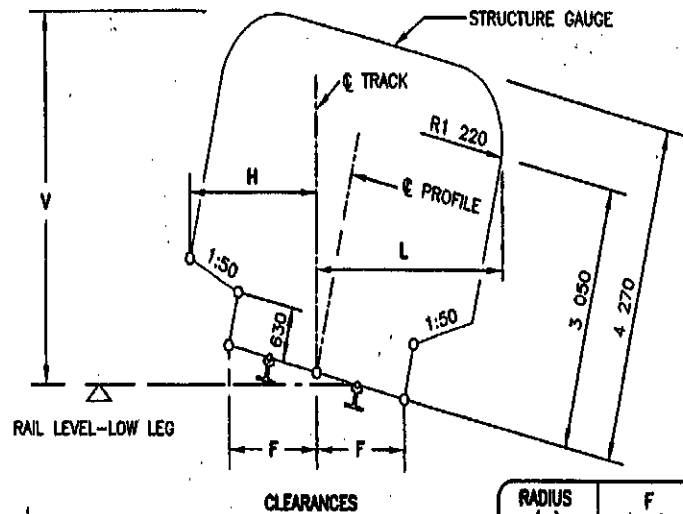 STRUCTURE GAUGE
℄ TRACK
R1 220
V
H
℄ PROFILE
L
1:50
1:50
630
3 050
4 270
RAIL LEVEL-LOW LEG
F
F
CLEARANCES
RADIUS
F